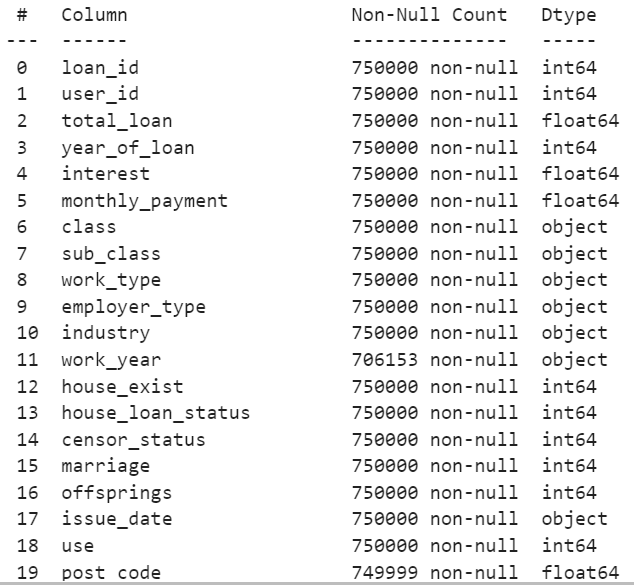 #   Column               Non-Null Count   Dtype
---  ------               --------------   -----
0   loan_id              750000 non-null  int64
1   user_id              750000 non-null  int64
2   total_loan           750000 non-null  float64
3   year_of_loan         750000 non-null  int64
4   interest             750000 non-null  float64
5   monthly_payment      750000 non-null  float64
6   class                750000 non-null  object
7   sub_class            750000 non-null  object
8   work_type            750000 non-null  object
9   employer_type        750000 non-null  object
10  industry             750000 non-null  object
11  work_year            706153 non-null  object
12  house_exist          750000 non-null  int64
13  house_loan_status    750000 non-null  int64
14  censor_status        750000 non-null  int64
15  marriage             750000 non-null  int64
16  offsprings           750000 non-null  int64
17  issue_date           750000 non-null  object
18  use                  750000 non-null  int64
19  post_code            749999 non-null  float64